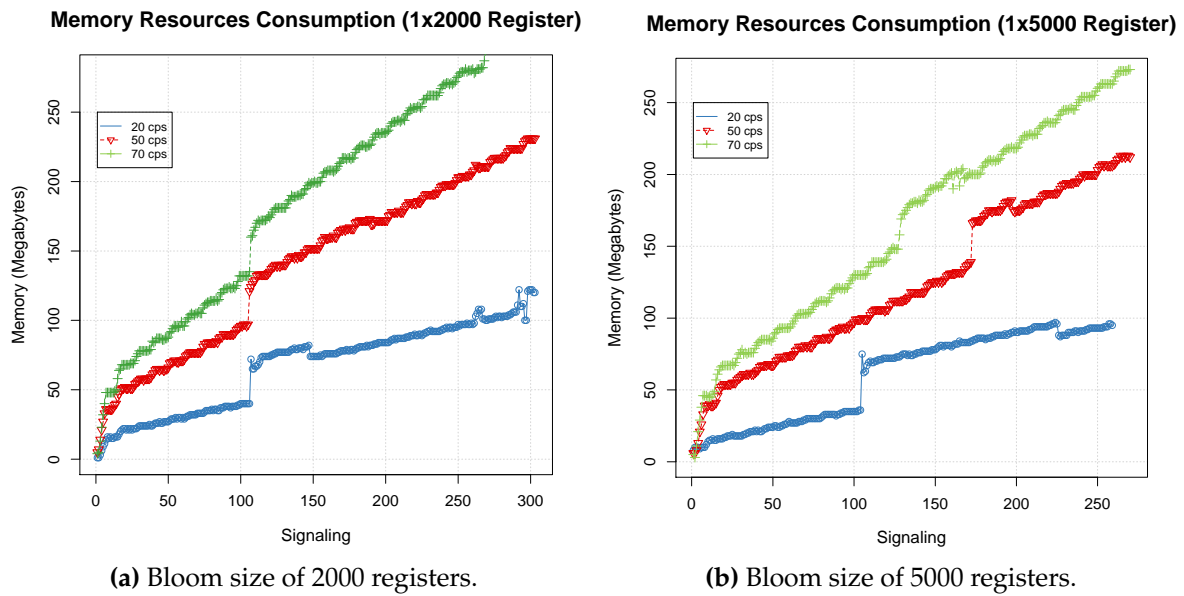 Memory Resources Consumption (1x2000 Register)
250
200
150
100
50
0
Memory (Megabytes)
20 cps
50 cps
70 cps
0 50 100 150 200 250 300
Signaling
(a) Bloom size of 2000 registers.
Memory Resources Consumption (1x5000 Register)
250
200
150
100
50
0
Memory (Megabytes)
20 cps
50 cps
70 cps
0 50 100 150 200 250
Signaling
(b) Bloom size of 5000 registers.